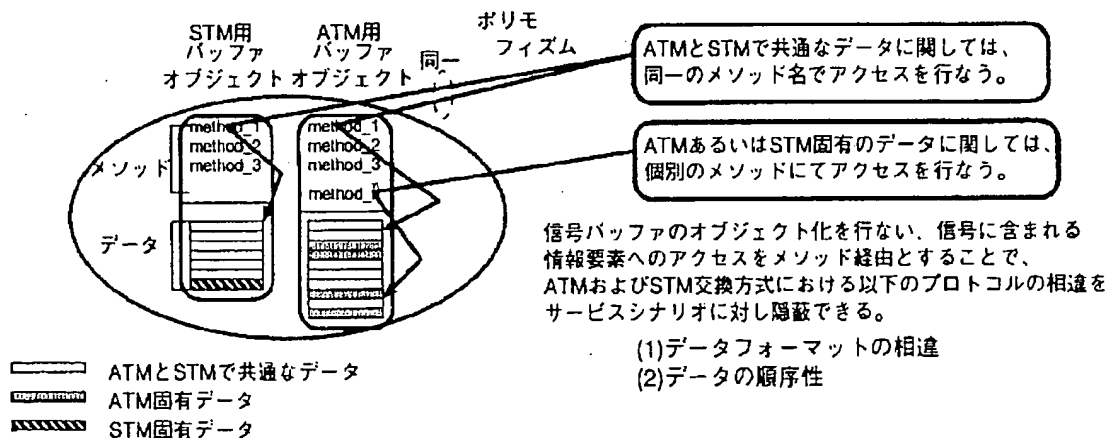 STM用
バッファ
オブジェクト
ATM用
バッファ
オブジェクト
同一
ポリモ
フィズム
ATMとSTMで共通なデータに関しては、
同一のメソッド名でアクセスを行なう。
method_1
method_2
method_3
method_1
method_2
method_3
メソッド
ATMあるいはSTM固有のデータに関しては、
個別のメソッドにてアクセスを行なう。
データ
信号バッファのオブジェクト化を行ない、信号に含まれる
情報要素へのアクセスをメソッド経由とすることで、
ATMおよびSTM交換方式における以下のプロトコルの相違を
サービスシナリオに対し隠蔽できる。
(1)データフォーマットの相違
(2)データの順序性
ATMとSTMで共通なデータ
ATM固有データ
STM固有データ